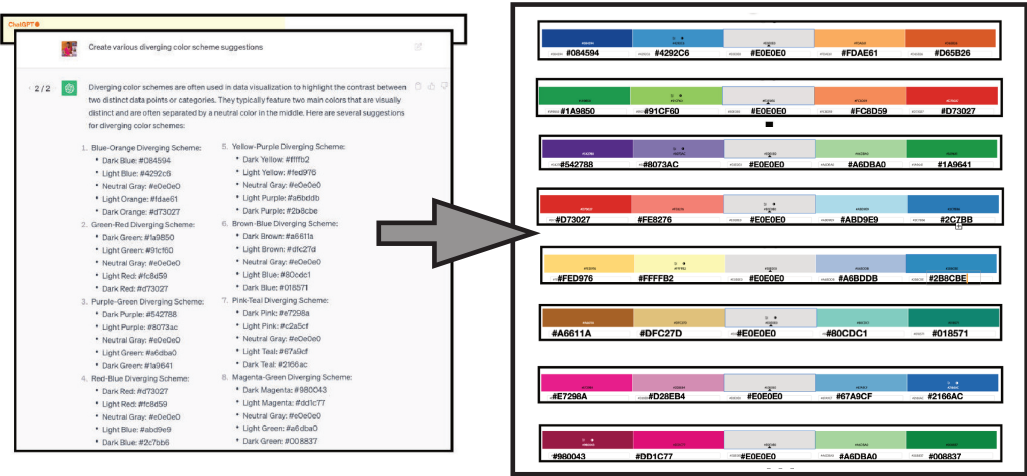 ChatGPT
Create various diverging color scheme suggestions
2 / 2
Diverging color schemes are often used in data visualization to highlight the contrast between
two distinct data points or categories. They typically feature two main colors that are visually
distinct and are often separated by a neutral color in the middle. Here are several suggestions
for diverging color schemes:
1. Blue-Orange Diverging Scheme:
• Dark Blue: #084594
• Light Blue: #4292c6
• Neutral Gray: #e0e0e0
• Light Orange: #fdae61
• Dark Orange: #d73027
2. Green-Red Diverging Scheme:
• Dark Green: #1a9850
• Light Green: #91cf60
• Neutral Gray: #e0e0e0
• Light Red: #fc8d59
• Dark Red: #d73027
3. Purple-Green Diverging Scheme:
• Dark Purple: #542788
• Light Purple: #8073ac
• Neutral Gray: #e0e0e0
• Light Green: #a6dba0
• Dark Green: #1a9641
4. Red-Blue Diverging Scheme:
• Dark Red: #d73027
• Light Red: #fc8d59
• Neutral Gray: #e0e0e0
• Light Blue: #abd9e9
• Dark Blue: #2c7bb6
5. Yellow-Purple Diverging Scheme:
• Dark Yellow: #ffffb2
• Light Yellow: #fed976
• Neutral Gray: #e0e0e0
• Light Purple: #a6bddb
• Dark Purple: #2b8cbe
6. Brown-Blue Diverging Scheme:
• Dark Brown: #a6611a
• Light Brown: #dfc27d
• Neutral Gray: #e0e0e0
• Light Blue: #80cdc1
• Dark Blue: #018571
7. Pink-Teal Diverging Scheme:
• Dark Pink: #e7298a
• Light Pink: #c2a5cf
• Neutral Gray: #e0e0e0
• Light Teal: #67a9cf
• Dark Teal: #2166ac
8. Magenta-Green Diverging Scheme:
• Dark Magenta: #980043
• Light Magenta: #dd1c77
• Neutral Gray: #e0e0e0
• Light Green: #a6dba0
• Dark Green: #008837
#084594 #4292C6 #E0E0E0 #FDAE61 #D65B26
#1A9850 #91CF60 #E0E0E0 #FC8D59 #D73027
#542788 #8073AC #E0E0E0 #A6DBA0 #1A9641
#D73027 #FE8276 #E0E0E0 #ABD9E9 #2C7BB
#FED976 #FFFFB2 #E0E0E0 #A6BDDB #2B8CBE
#A6611A #DFC27D #E0E0E0 #80CDC1 #018571
#E7298A #D28EB4 #E0E0E0 #67A9CF #2166AC
#980043 #DD1C77 #E0E0E0 #A6DBA0 #008837